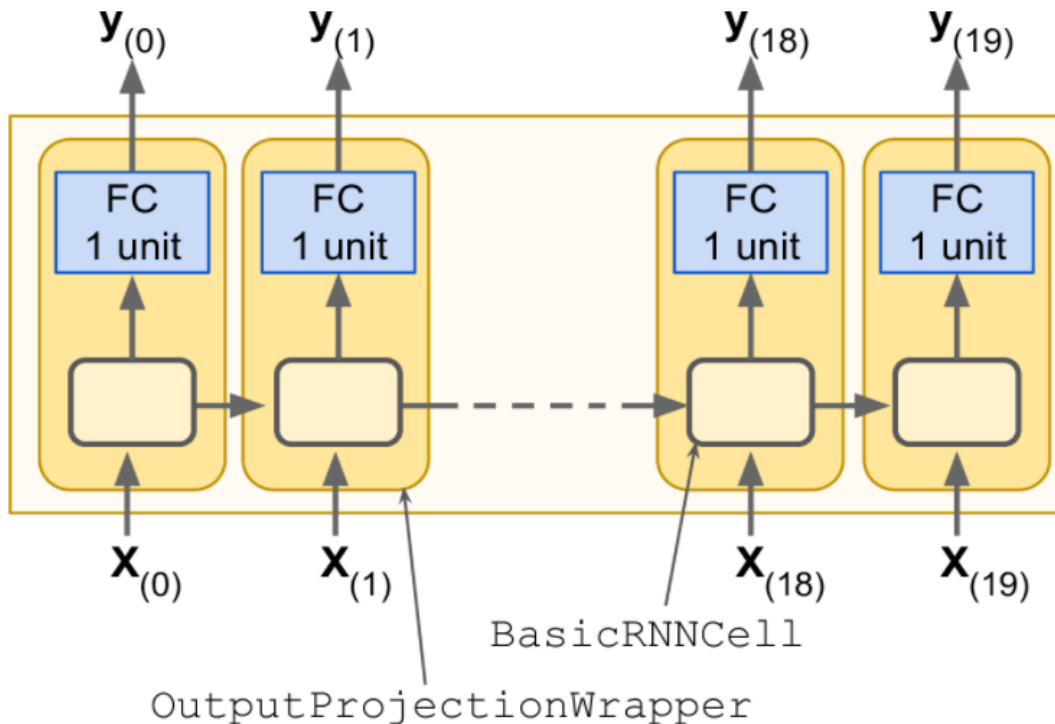 y(0) y(1) y(18) y(19)
FC FC FC FC
1 unit 1 unit 1 unit 1 unit
X(0) X(1) X(18) X(19)
BasicRNNCell
OutputProjectionWrapper